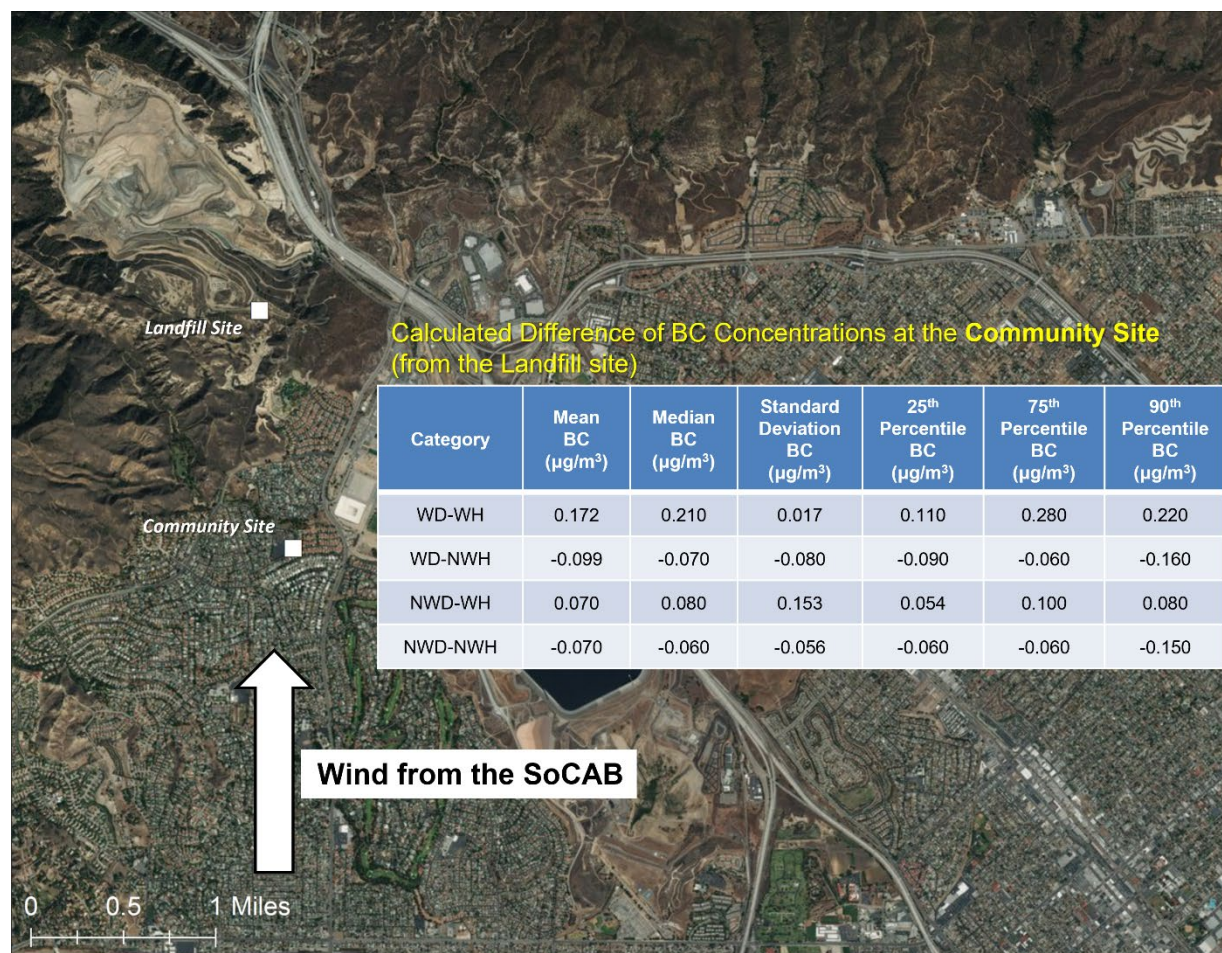 Landfill Site
Calculated Difference of BC Concentrations at the Community Site
(from the Landfill site)
Category
Mean
BC
(µg/m³)
Median
BC
(µg/m³)
Standard
Deviation
BC
(µg/m³)
25th
Percentile
BC
(µg/m³)
75th
Percentile
BC
(µg/m³)
90th
Percentile
BC
(µg/m³)
WD-WH 0.172 0.210 0.017 0.110 0.280 0.220
WD-NWH -0.099 -0.070 -0.080 -0.090 -0.060 -0.160
NWD-WH 0.070 0.080 0.153 0.054 0.100 0.080
NWD-NWH -0.070 -0.060 -0.056 -0.060 -0.060 -0.150
Community Site
Wind from the SoCAB
0 0.5 1 Miles